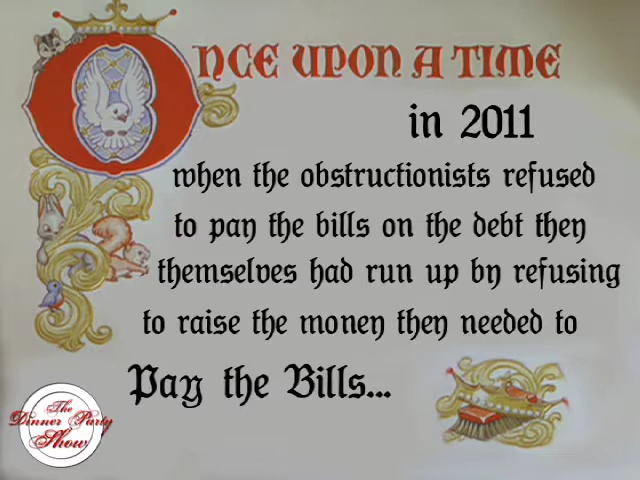 Once upon a time
in 2011
when the obstructionists refused
to pay the bills on the debt they
themselves had run up by refusing
to raise the money they needed to
Pay the Bills...
The
Dinner Party
Show